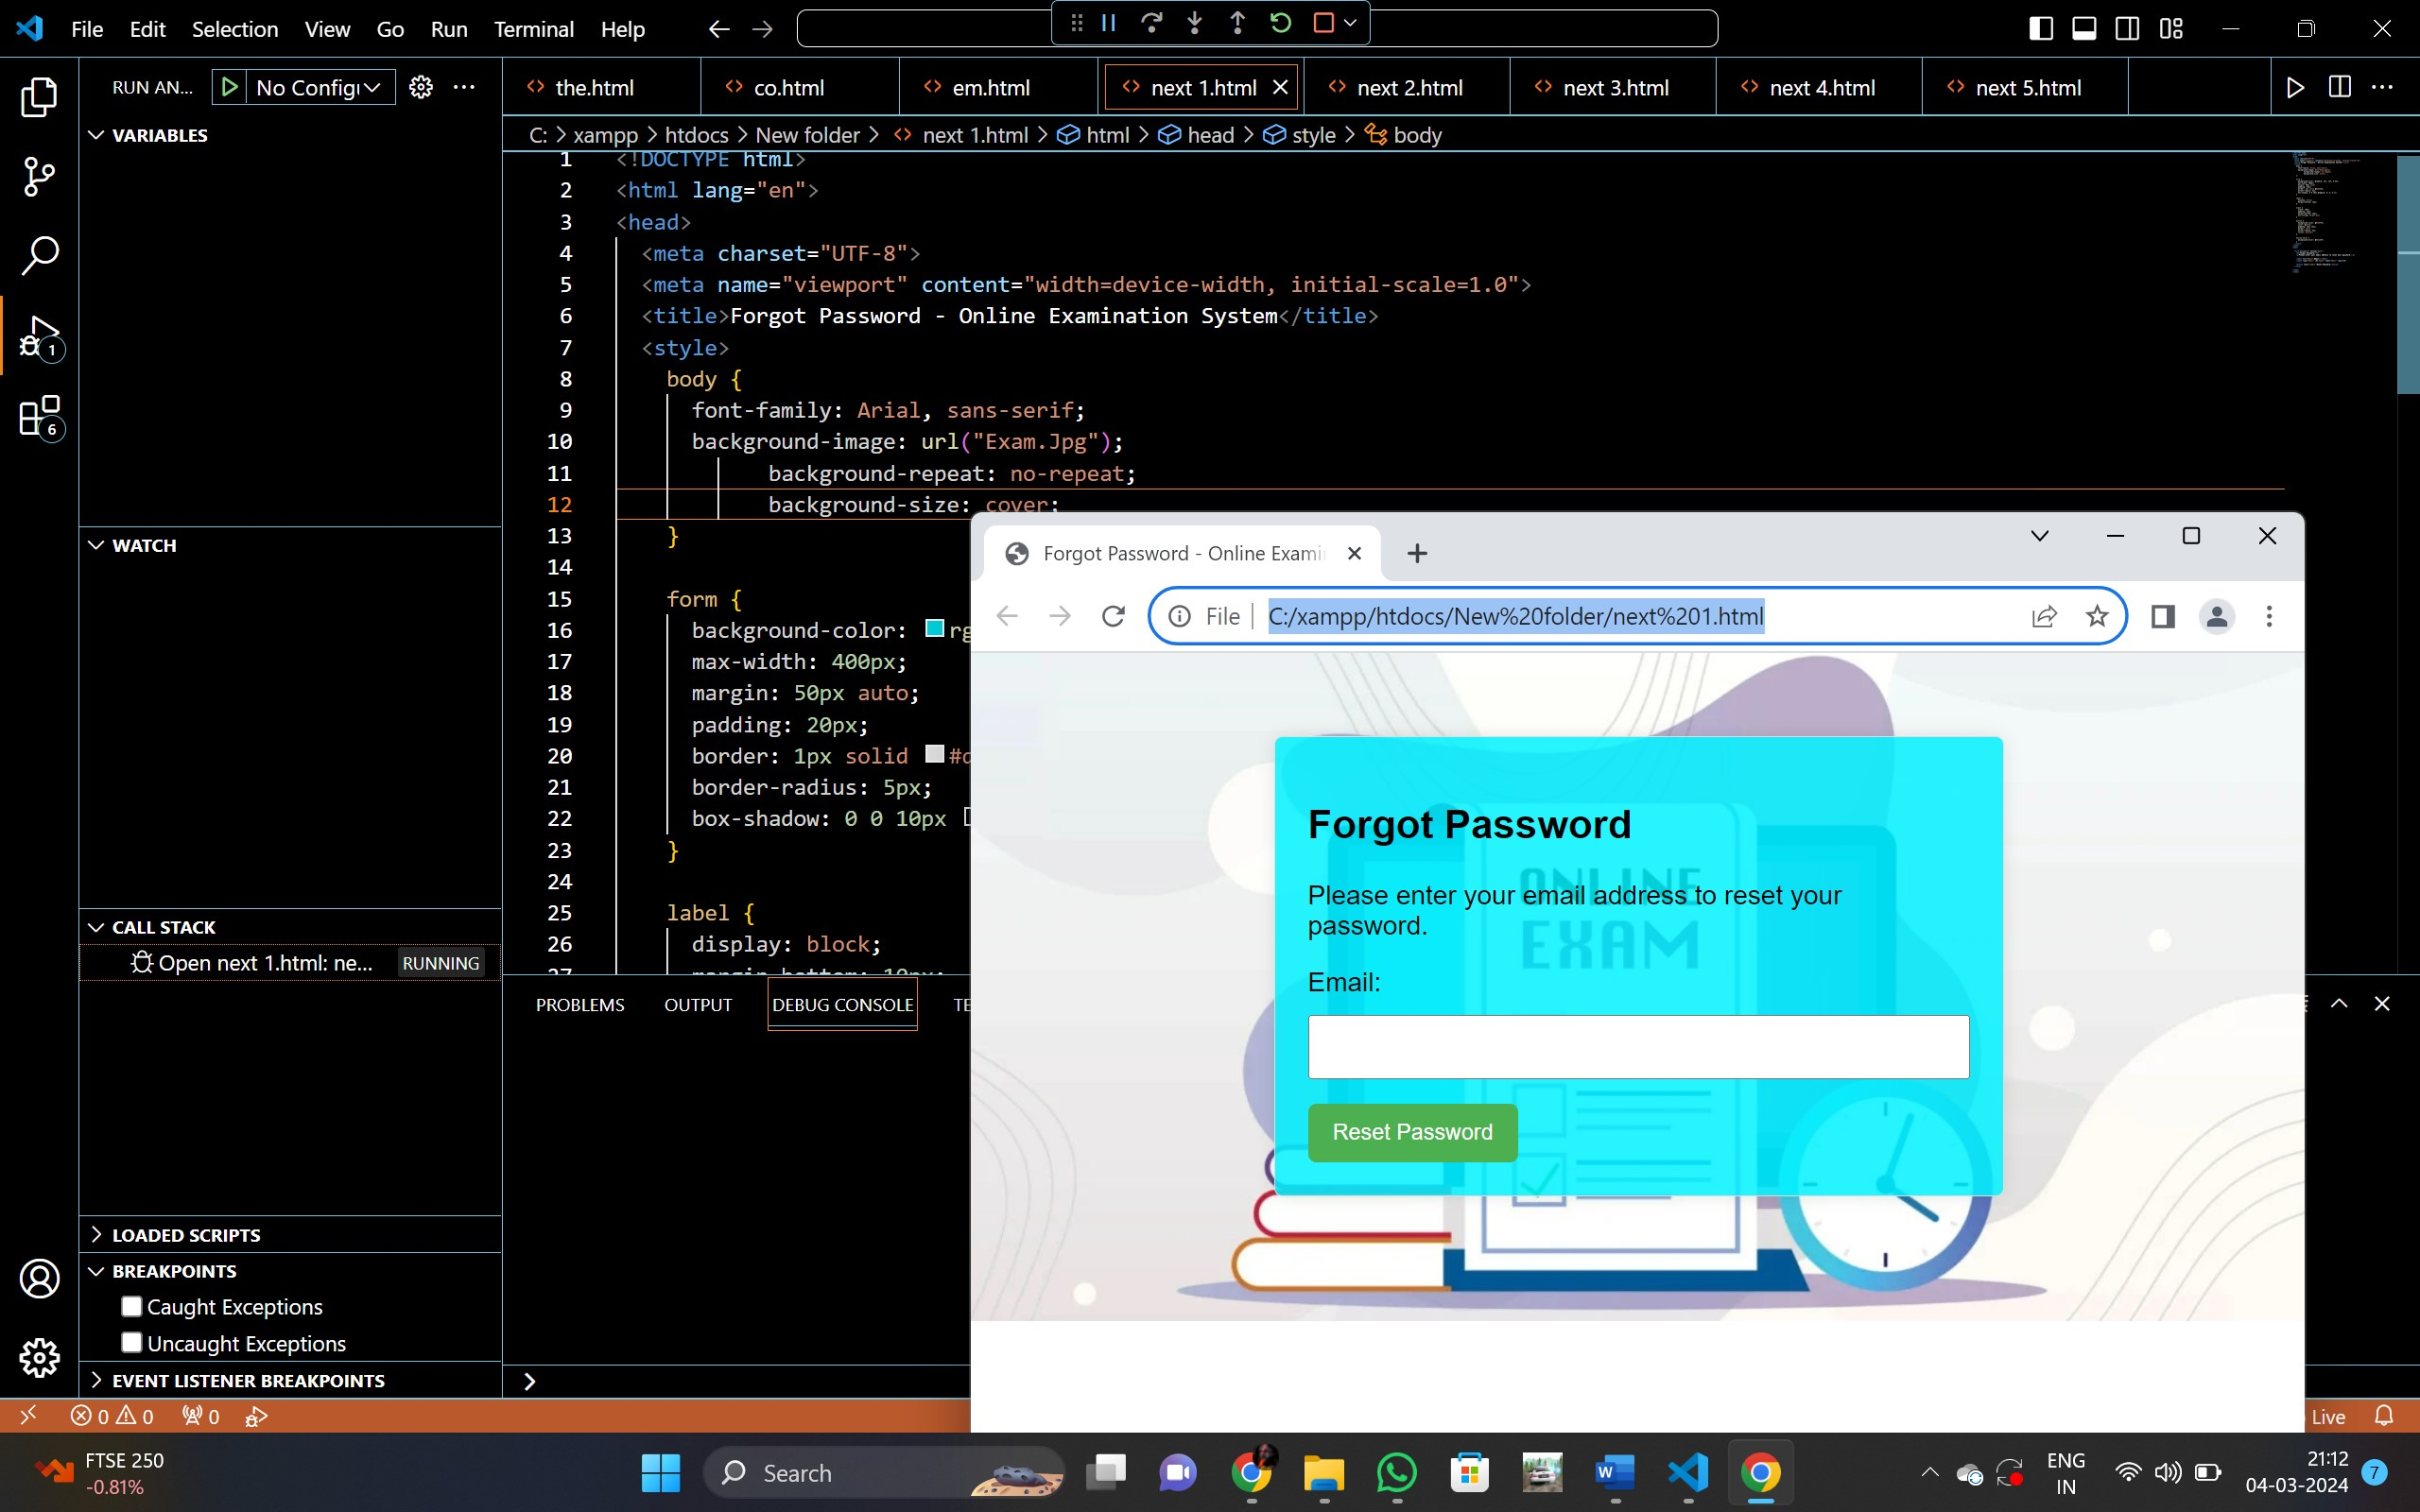 File Edit Selection View Go Run Terminal Help
RUN AN... No Config
the.html co.html em.html next 1.html next 2.html next 3.html next 4.html next 5.html
C: > xampp > htdocs > New folder > <> next 1.html > html > head > style > body
VARIABLES
WATCH
CALL STACK
Open next 1.html: ne... RUNNING
LOADED SCRIPTS
BREAKPOINTS
Caught Exceptions
Uncaught Exceptions
EVENT LISTENER BREAKPOINTS
1
6
1 <!DOCTYPE html>
2 <html lang="en">
3 <head>
4 <meta charset="UTF-8">
5 <meta name="viewport" content="width=device-width, initial-scale=1.0">
6 <title>Forgot Password - Online Examination System</title>
7 <style>
8 body {
9 font-family: Arial, sans-serif;
10 background-image: url("Exam.Jpg");
11 background-repeat: no-repeat;
12 background-size: cover;
13 }
14
15 form {
16 background-color: rg
17 max-width: 400px;
18 margin: 50px auto;
19 padding: 20px;
20 border: 1px solid #d
21 border-radius: 5px;
22 box-shadow: 0 0 10px
23 }
24
25 label {
26 display: block;
27 margin-bottom: 10px;
PROBLEMS OUTPUT DEBUG CONSOLE TE
Forgot Password - Online Exami
File C:/xampp/htdocs/New%20folder/next%201.html
Forgot Password
Please enter your email address to reset your
password.
ONLINE
EXAM
Email:
Reset Password
0 0 0
Live
FTSE 250
-0.81%
Search
ENG
IN
21:12
04-03-2024
7